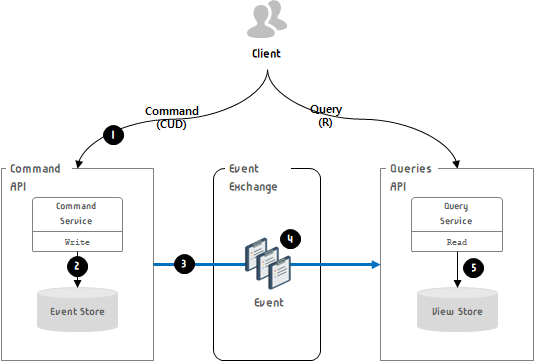 Client
Command
(CUD)
Query
(R)
1
Command
API
Event
Exchange
Queries
API
Command
Service
Write
Query
Service
Read
4
2
3
5
Event
Event Store
View Store